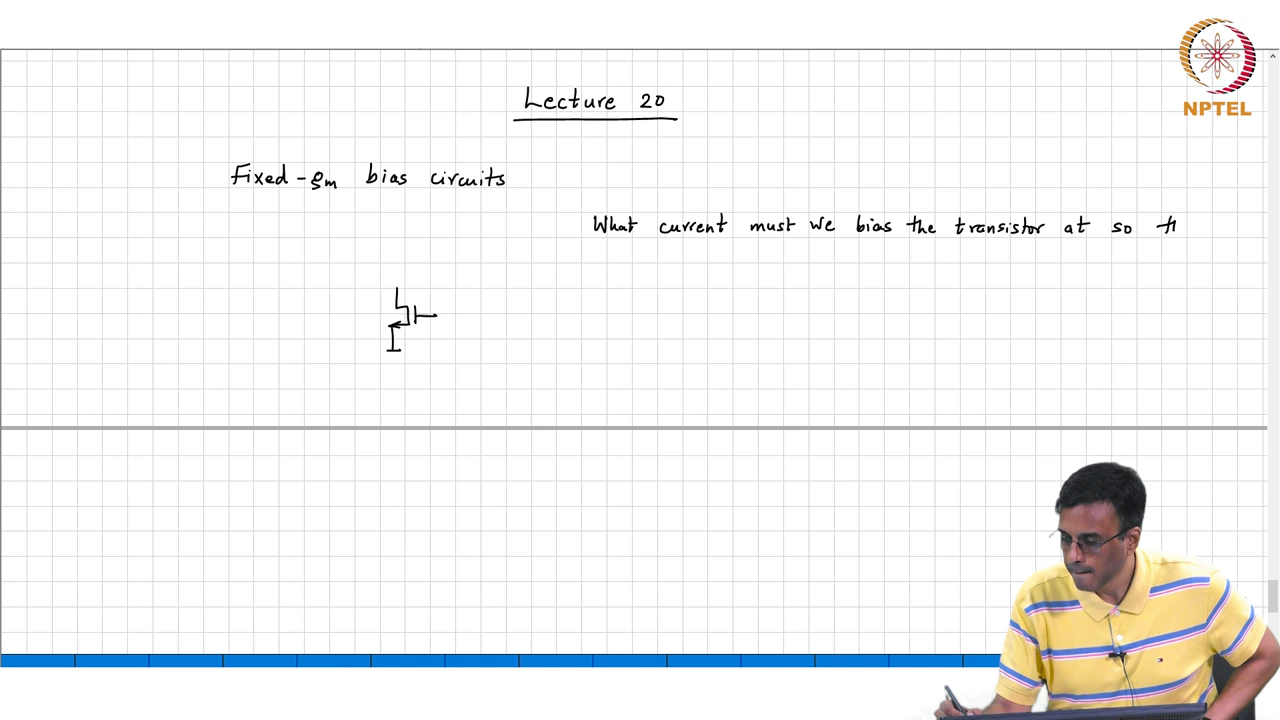 NPTEL
Lecture 20
Fixed-gm bias circuits
What current must we bias the transistor at so